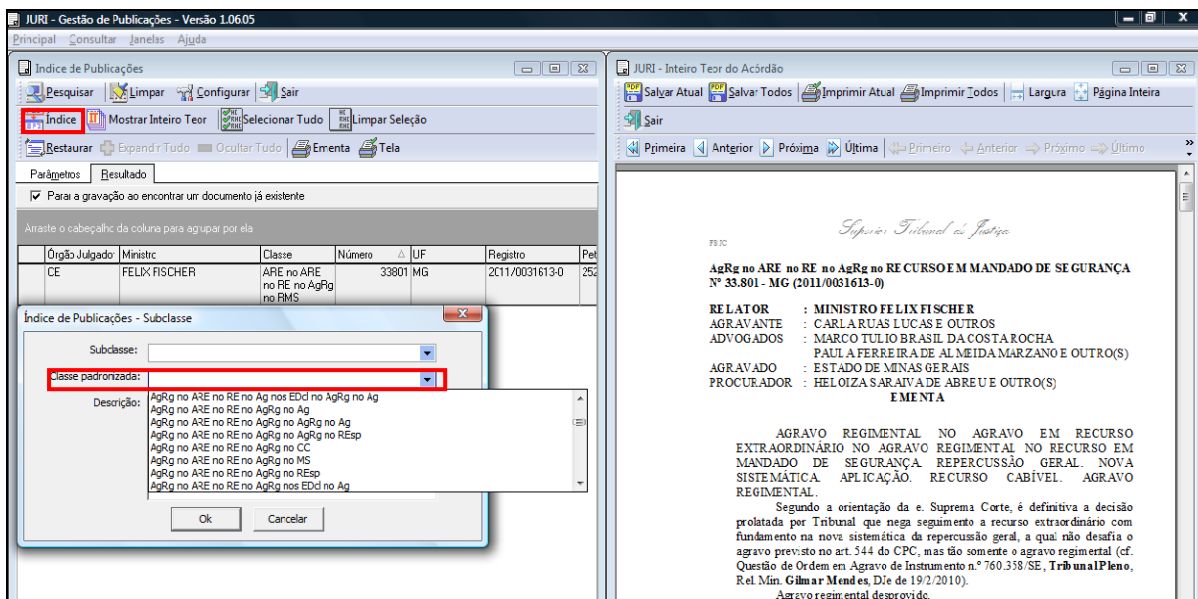 JURI - Gestão de Publicações - Versão 1.06.05
Principal Consultar Janelas Ajuda
Indice de Publicações
Pesquisar Limpar Configurar Sair
Índice Mostrar Inteiro Teor Selecionar Tudo Limpar Seleção
Restaurar Expandir Tudo Ocultar Tudo Ementa Tela
Parâmetros Resultado
Parar a gravação ao encontrar um documento já existente
Arraste o cabeçalho da coluna para agrupar por ela
Órgão Julgador Ministro Classe Número UF Registro Pet
CE FELIX FISCHER ARE no ARE 33801 MG 2011/0031613-0 252
no RE no AgRg
no RMS
Índice de Publicações - Subclasse
Subclasse:
Classe padronizada:
Descrição:
AgRg no ARE no RE no Ag nos EDcl no AgRg no Ag
AgRg no ARE no RE no AgRg no Ag
AgRg no ARE no RE no AgRg no AgRg no Ag
AgRg no ARE no RE no AgRg no AgRg no REsp
AgRg no ARE no RE no AgRg no CC
AgRg no ARE no RE no AgRg no MS
AgRg no ARE no RE no AgRg no REsp
AgRg no ARE no RE no AgRg nos EDcl no Ag
Ok Cancelar
JURI - Inteiro Teor do Acórdão
Salvar Atual Salvar Todos Imprimir Atual Imprimir Todos Largura Página Inteira
Sair
Primeira Anterior Próxima Última Primeiro Anterior Próximo Último
Superior Tribunal de Justiça
AgRg no ARE no RE no AgRg no RECURSO EM MANDADO DE SEGURANÇA
Nº 33.801 - MG (2011/0031613-0)
RELATOR : MINISTRO FELIX FISCHER
AGRAVANTE : CARLA RUAS LUCAS E OUTROS
ADVOGADOS : MARCO TULIO BRASIL DA COSTA ROCHA
PAULA FERREIRA DE ALMEIDA MARZANO E OUTRO(S)
AGRAVADO : ESTADO DE MINAS GERAIS
PROCURADOR : HELOIZA SARAIVA DE ABREU E OUTRO(S)
EMENTA
AGRAVO REGIMENTAL NO AGRAVO EM RECURSO
EXTRAORDINÁRIO NO AGRAVO REGIMENTAL NO RECURSO EM
MANDADO DE SEGURANÇA. REPERCUSSÃO GERAL. NOVA
SISTEMÁTICA. APLICAÇÃO. RECURSO CABÍVEL. AGRAVO
REGIMENTAL.
Segundo a orientação da e. Suprema Corte, é definitiva a decisão
prolatada por Tribunal que nega seguimento a recurso extraordinário com
fundamento na nova sistemática da repercussão geral, a qual não desafia o
agravo previsto no art. 544 do CPC, mas tão somente o agravo regimental (cf.
Questão de Ordem em Agravo de Instrumento n.º 760.358/SE, Tribunal Pleno,
Rel. Min. Gilmar Mendes, DJe de 19/2/2010).
Agravo regimental desprovido.